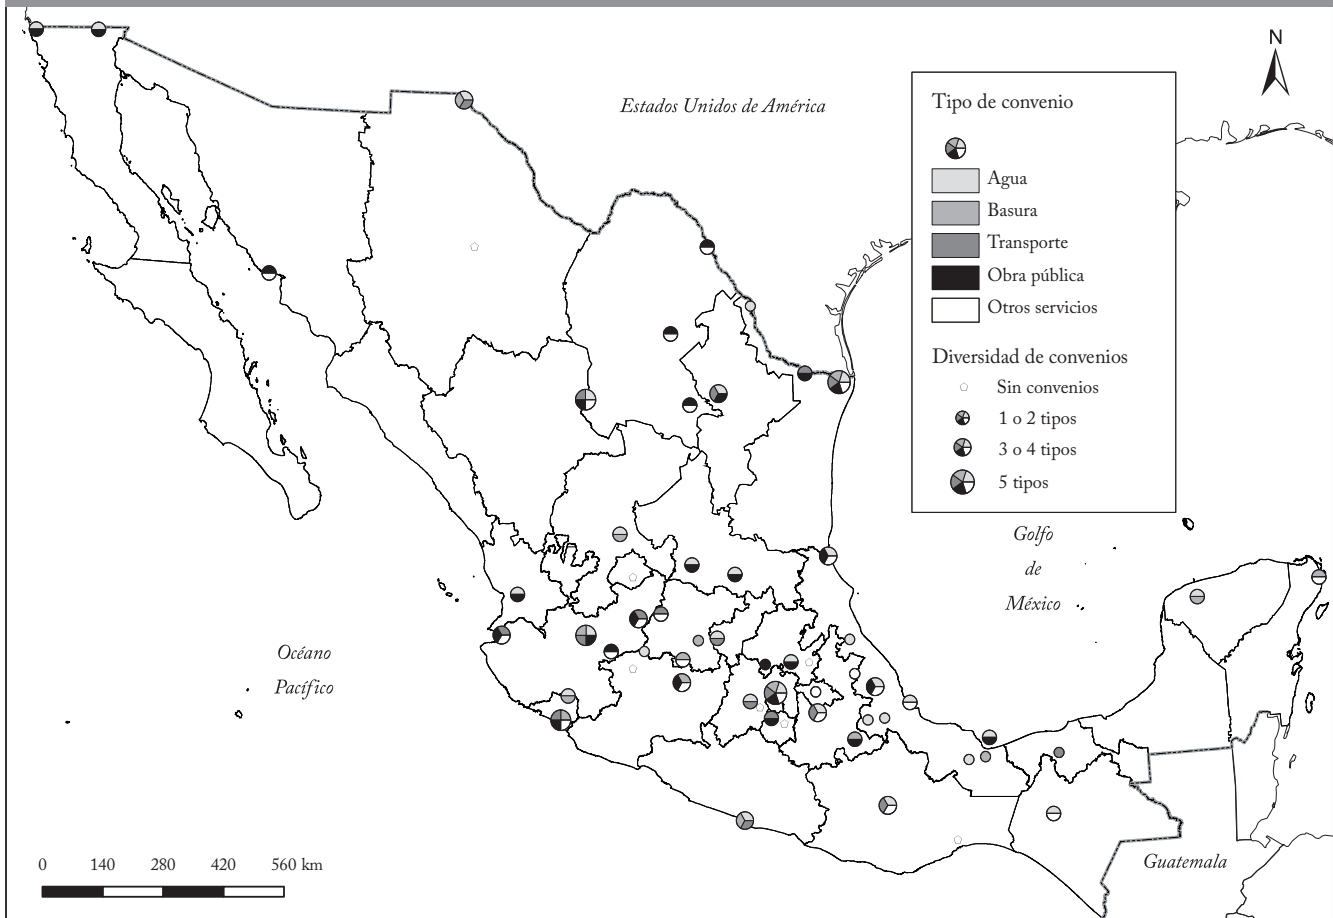 N
Estados Unidos de América
Tipo de convenio
Agua
Basura
Transporte
Obra pública
Otros servicios
Diversidad de convenios
Sin convenios
1 o 2 tipos
3 o 4 tipos
5 tipos
Golfo
de
México
Océano
Pacífico
Guatemala
0 140 280 420 560 km